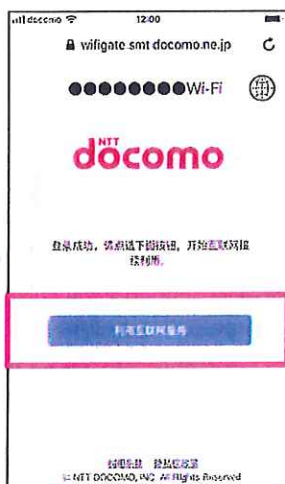 docomo
12:00
wifigate.smt.docomo.ne.jp
●●●●●●●●Wi-Fi
NTT
döcomo
登录成功，请点选下面按钮，开始互联网接
续利用。
利用互联网服务
© NTT DOCOMO, INC. All Rights Reserved